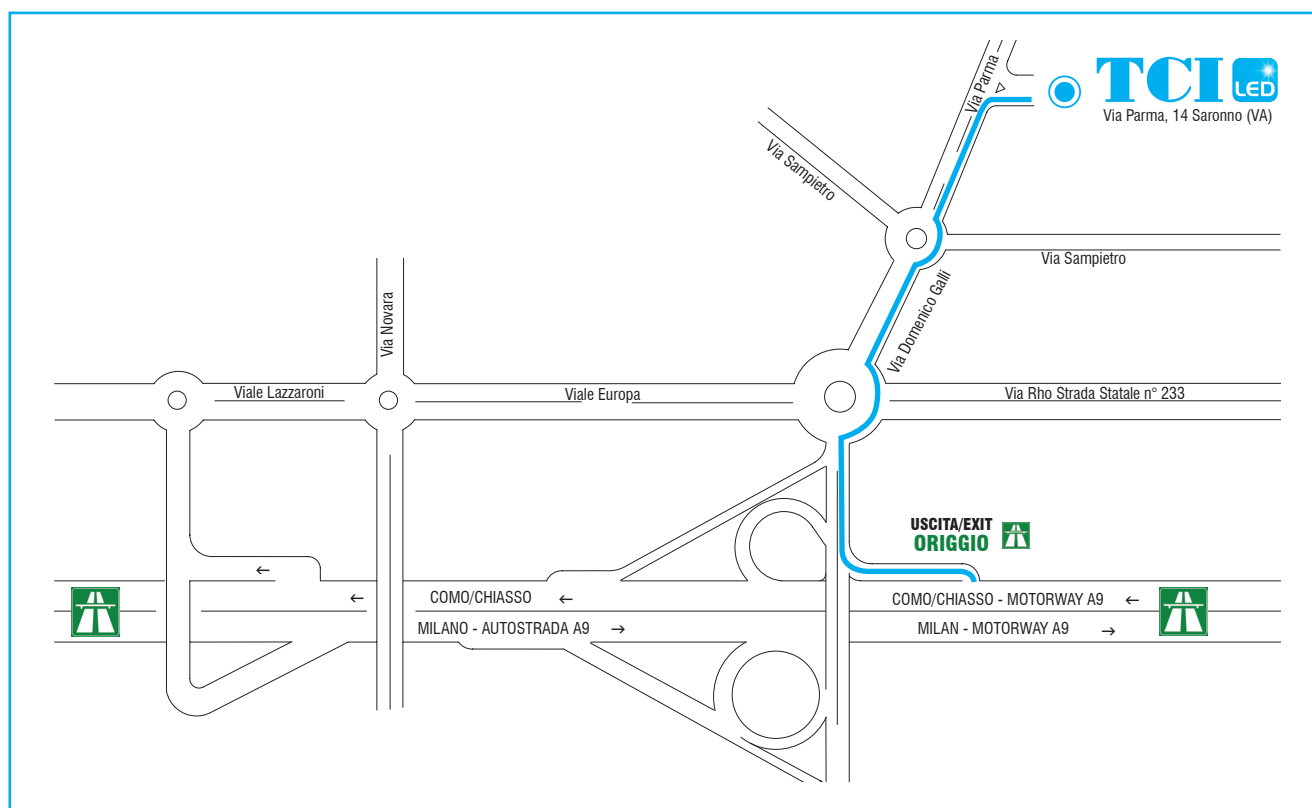 TCI LED
Via Parma, 14 Saronno (VA)
Via Parma
Via Sampietro
Via Sampietro
Via Domenico Galli
Via Novara
Viale Lazzaroni
Viale Europa
Via Rho Strada Statale n° 233
USCITA/EXIT
ORIGGIO
←
← COMO/CHIASSO ←
COMO/CHIASSO - MOTORWAY A9 ←
MILANO - AUTOSTRADA A9 →
MILAN - MOTORWAY A9 →